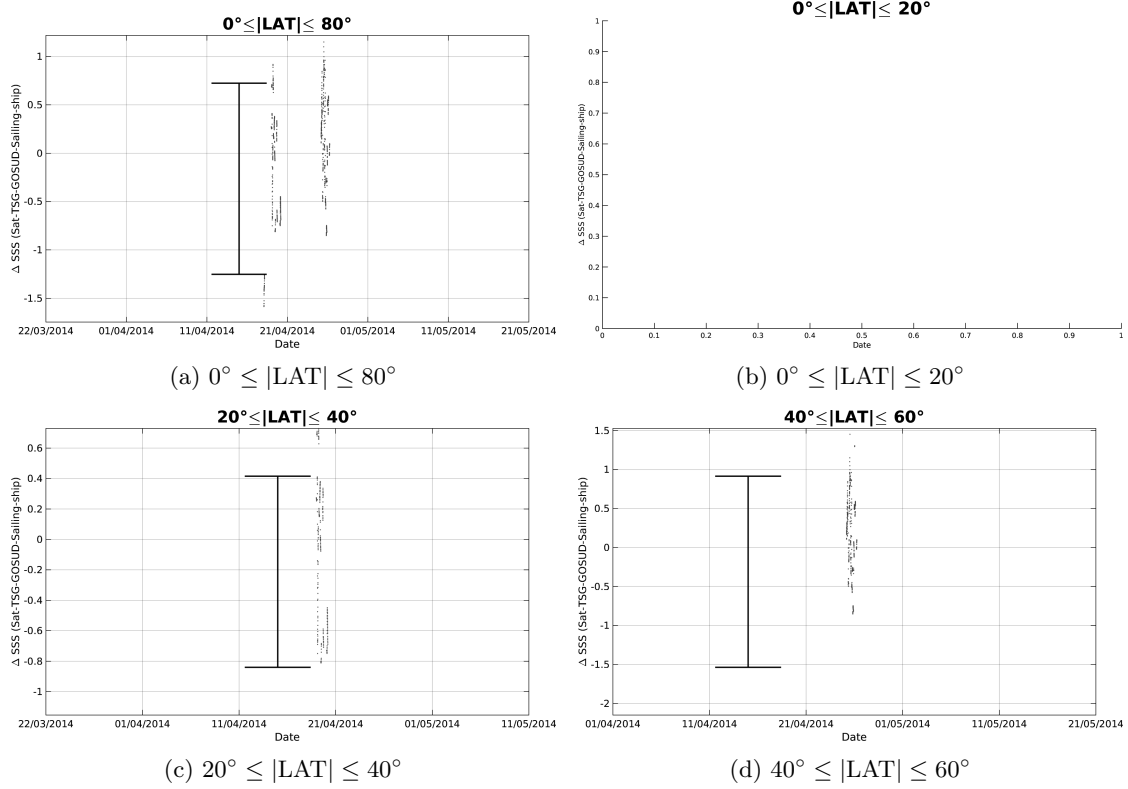 0°≤|LAT|≤ 80°
1
0.5
0
-0.5
-1
-1.5
Δ SSS (Sat-TSG-GOSUD-Sailing-ship)
22/03/2014 01/04/2014 11/04/2014 21/04/2014 01/05/2014 11/05/2014 21/05/2014
Date
(a) 0° ≤ |LAT| ≤ 80°
0°≤|LAT|≤ 20°
1
0.9
0.8
0.7
0.6
0.5
0.4
0.3
0.2
0.1
0
Δ SSS (Sat-TSG-GOSUD-Sailing-ship)
0 0.1 0.2 0.3 0.4 0.5 0.6 0.7 0.8 0.9 1
Date
(b) 0° ≤ |LAT| ≤ 20°
20°≤|LAT|≤ 40°
0.6
0.4
0.2
0
-0.2
-0.4
-0.6
-0.8
-1
Δ SSS (Sat-TSG-GOSUD-Sailing-ship)
22/03/2014 01/04/2014 11/04/2014 21/04/2014 01/05/2014 11/05/2014
Date
(c) 20° ≤ |LAT| ≤ 40°
40°≤|LAT|≤ 60°
1.5
1
0.5
0
-0.5
-1
-1.5
-2
Δ SSS (Sat-TSG-GOSUD-Sailing-ship)
01/04/2014 11/04/2014 21/04/2014 01/05/2014 11/05/2014 21/05/2014
Date
(d) 40° ≤ |LAT| ≤ 60°